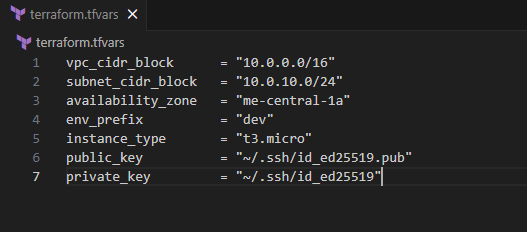 terraform.tfvars
terraform.tfvars
1 vpc_cidr_block = "10.0.0.0/16"
2 subnet_cidr_block = "10.0.10.0/24"
3 availability_zone = "me-central-1a"
4 env_prefix = "dev"
5 instance_type = "t3.micro"
6 public_key = "~/.ssh/id_ed25519.pub"
7 private_key = "~/.ssh/id_ed25519"